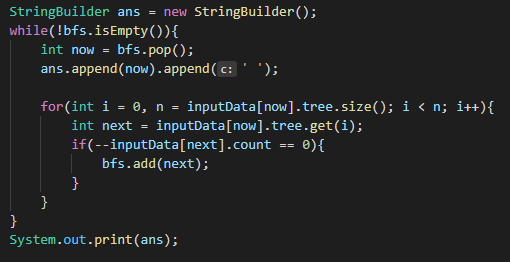 StringBuilder ans = new StringBuilder();
while(!bfs.isEmpty()){
    int now = bfs.pop();
    ans.append(now).append(c: ' ');

    for(int i = 0, n = inputData[now].tree.size(); i < n; i++){
        int next = inputData[now].tree.get(i);
        if(--inputData[next].count == 0){
            bfs.add(next);
        }
    }
}
System.out.print(ans);